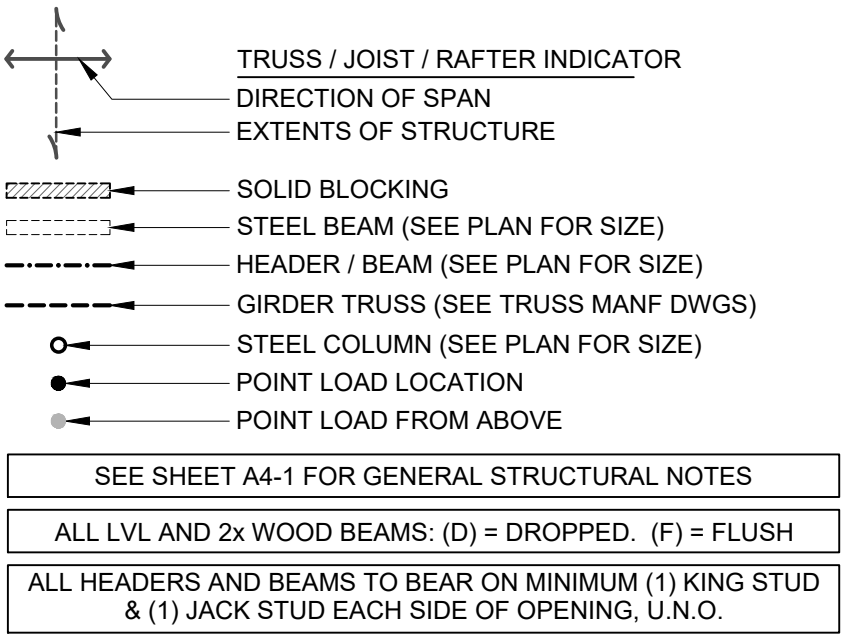 TRUSS / JOIST / RAFTER INDICATOR
DIRECTION OF SPAN
EXTENTS OF STRUCTURE
SOLID BLOCKING
STEEL BEAM (SEE PLAN FOR SIZE)
HEADER / BEAM (SEE PLAN FOR SIZE)
GIRDER TRUSS (SEE TRUSS MANF DWGS)
STEEL COLUMN (SEE PLAN FOR SIZE)
POINT LOAD LOCATION
POINT LOAD FROM ABOVE
SEE SHEET A4-1 FOR GENERAL STRUCTURAL NOTES
ALL LVL AND 2x WOOD BEAMS: (D) = DROPPED. (F) = FLUSH
ALL HEADERS AND BEAMS TO BEAR ON MINIMUM (1) KING STUD
& (1) JACK STUD EACH SIDE OF OPENING, U.N.O.